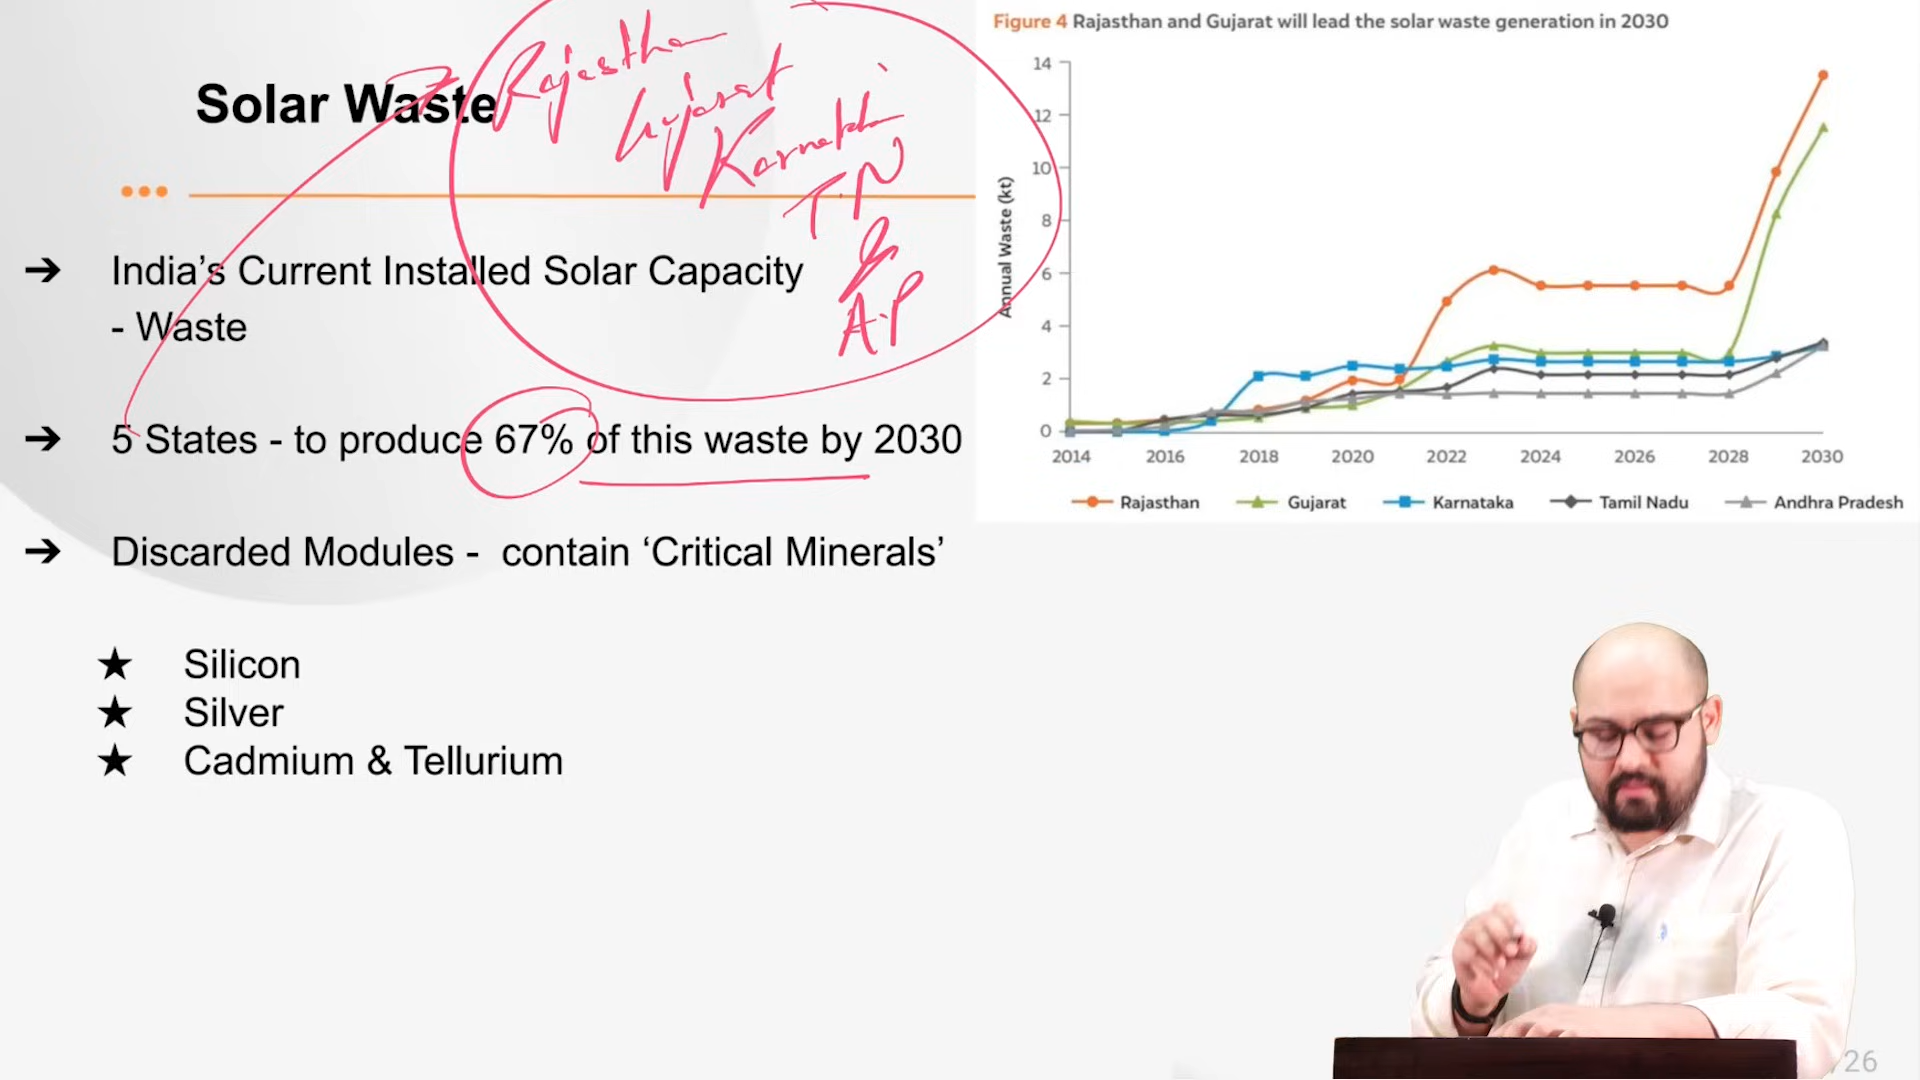 Solar Waste
Rajasthan
Gujarat
Karnataka
T.N
&
A.P
➔ India’s Current Installed Solar Capacity
- Waste
➔ 5 States - to produce 67% of this waste by 2030
➔ Discarded Modules - contain ‘Critical Minerals’
★ Silicon
★ Silver
★ Cadmium & Tellurium
Figure 4 Rajasthan and Gujarat will lead the solar waste generation in 2030
Annual Waste (kt)
14
12
10
8
6
4
2
0
2014 2016 2018 2020 2022 2024 2026 2028 2030
Rajasthan Gujarat Karnataka Tamil Nadu Andhra Pradesh
26